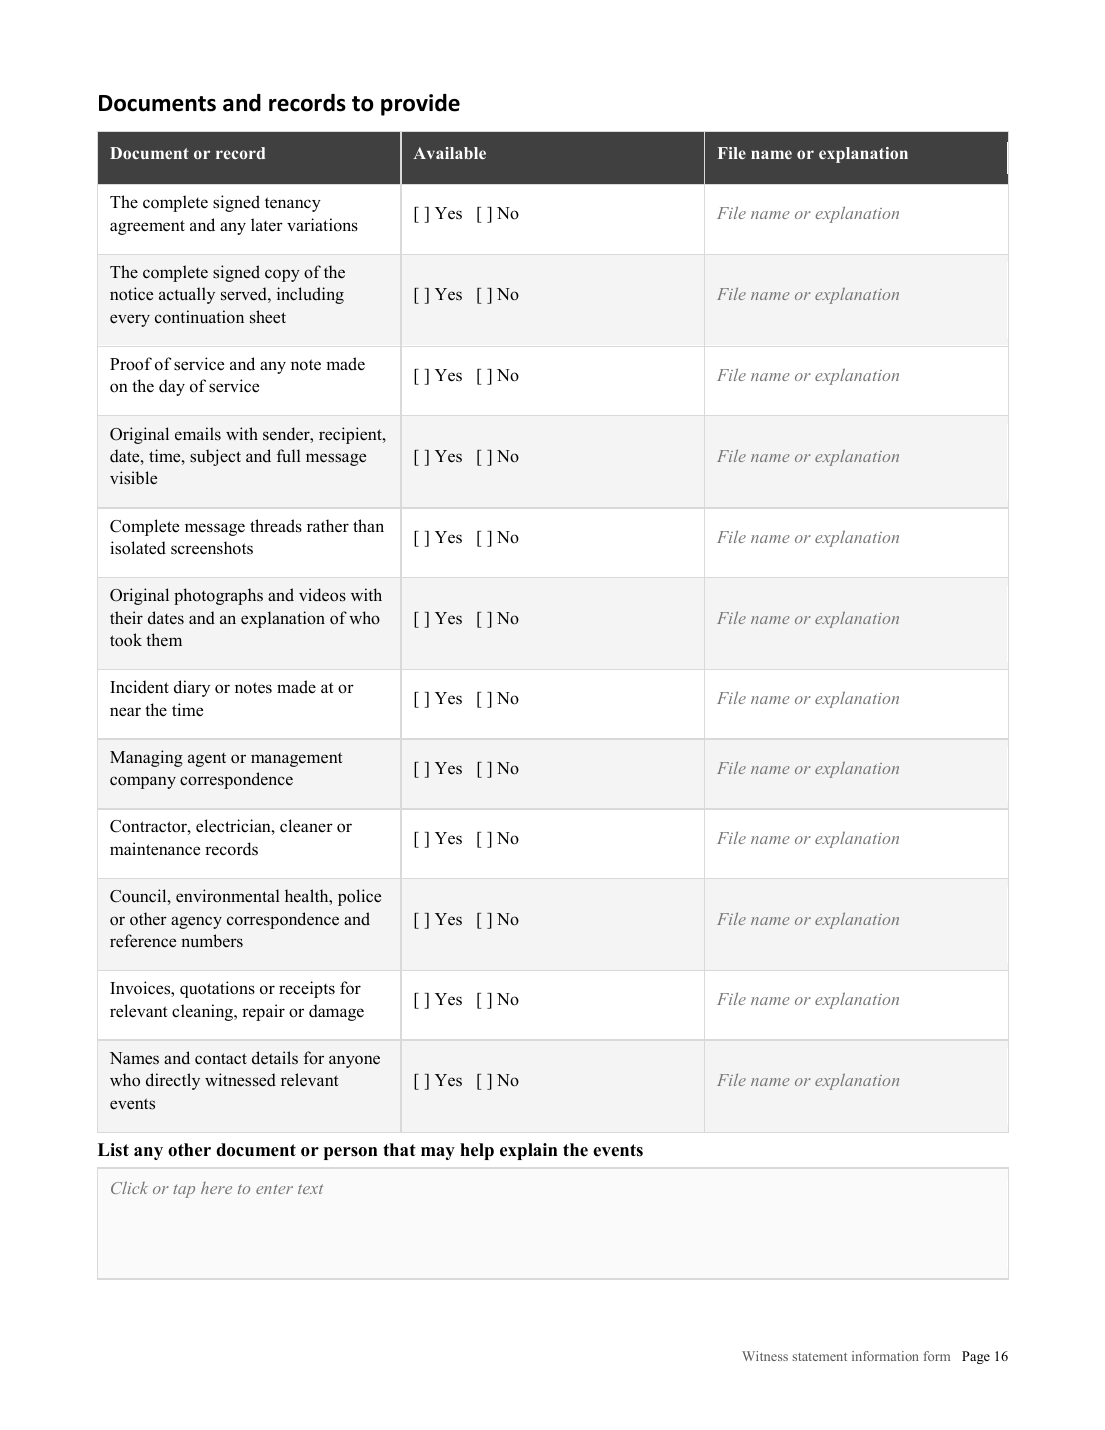 Documents and records to provide
Document or record Available File name or explanation
The complete signed tenancy
agreement and any later variations
[ ] Yes [ ] No File name or explanation
The complete signed copy of the
notice actually served, including
every continuation sheet
[ ] Yes [ ] No File name or explanation
Proof of service and any note made
on the day of service
[ ] Yes [ ] No File name or explanation
Original emails with sender, recipient,
date, time, subject and full message
visible
[ ] Yes [ ] No File name or explanation
Complete message threads rather than
isolated screenshots
[ ] Yes [ ] No File name or explanation
Original photographs and videos with
their dates and an explanation of who
took them
[ ] Yes [ ] No File name or explanation
Incident diary or notes made at or
near the time
[ ] Yes [ ] No File name or explanation
Managing agent or management
company correspondence
[ ] Yes [ ] No File name or explanation
Contractor, electrician, cleaner or
maintenance records
[ ] Yes [ ] No File name or explanation
Council, environmental health, police
or other agency correspondence and
reference numbers
[ ] Yes [ ] No File name or explanation
Invoices, quotations or receipts for
relevant cleaning, repair or damage
[ ] Yes [ ] No File name or explanation
Names and contact details for anyone
who directly witnessed relevant
events
[ ] Yes [ ] No File name or explanation
List any other document or person that may help explain the events
Click or tap here to enter text
Witness statement information form Page 16